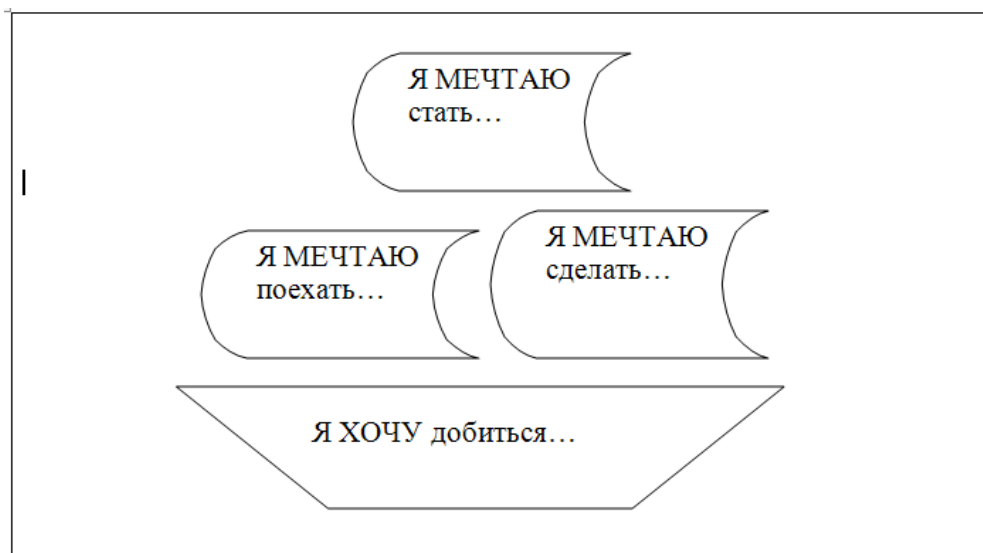 Я МЕЧТАЮ
стать…
Я МЕЧТАЮ
поехать…
Я МЕЧТАЮ
сделать…
Я ХОЧУ добиться…